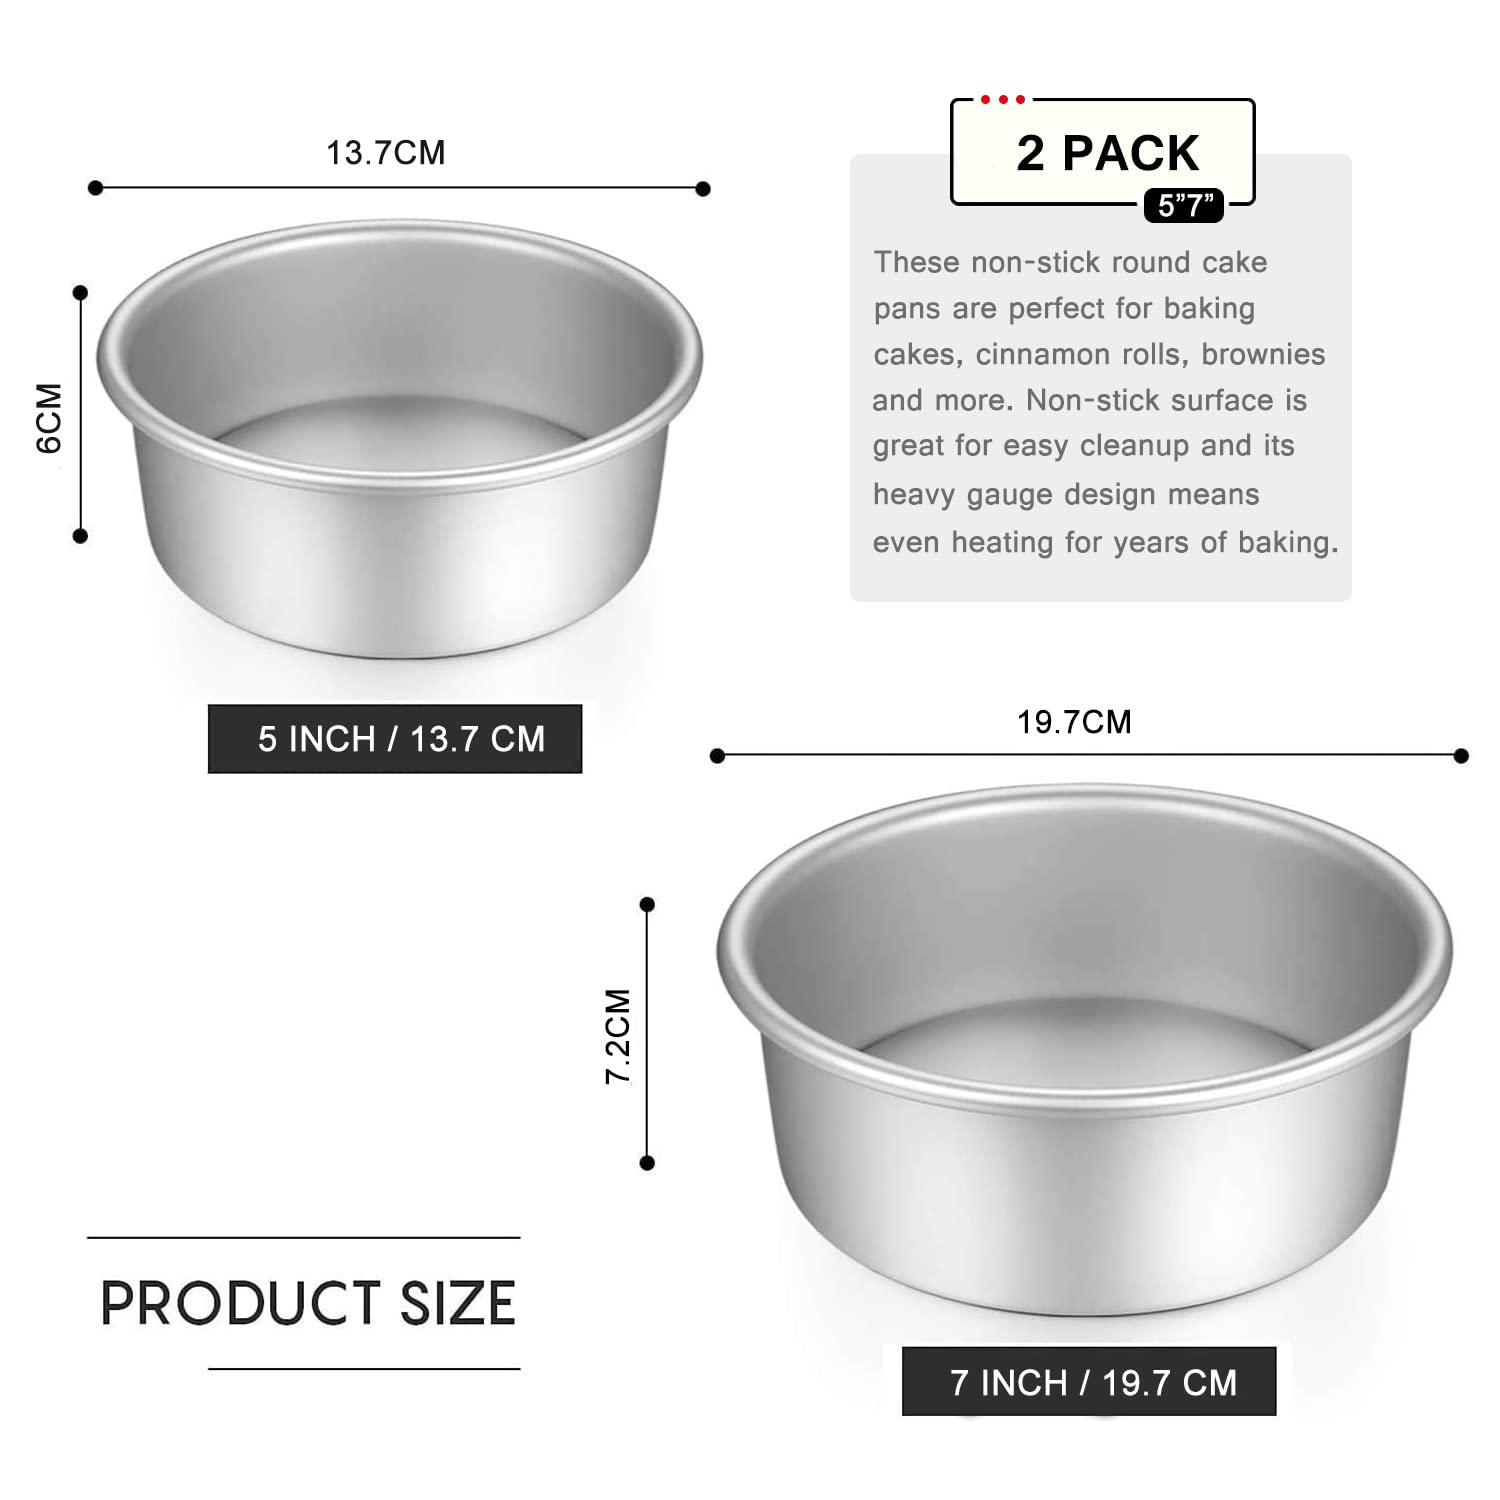 13.7CM
6CM
5 INCH / 13.7 CM
2 PACK
5”7”
These non-stick round cake
pans are perfect for baking
cakes, cinnamon rolls, brownies
and more. Non-stick surface is
great for easy cleanup and its
heavy gauge design means
even heating for years of baking.
19.7CM
7.2CM
7 INCH / 19.7 CM
PRODUCT SIZE